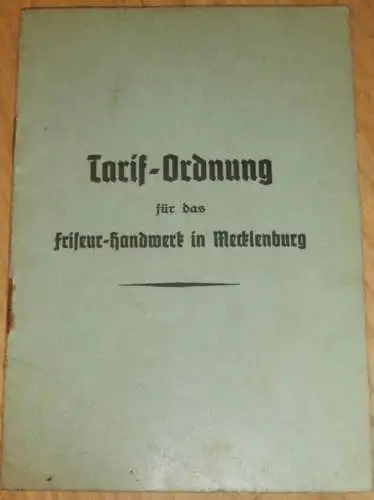 Tarif-Ordnung
für das
Friseur-Handwerk in Mecklenburg